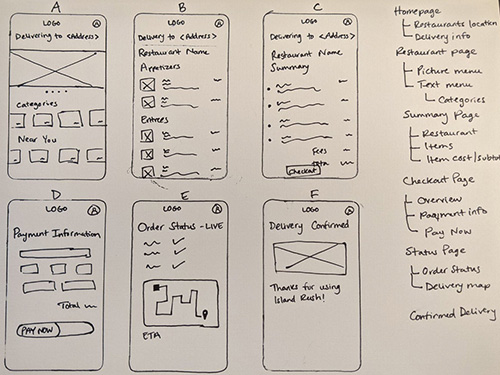 A
LOGO
Delivering to <Address>
Categories
Near You
B
LOGO
Delivery to <Address>
Restaurant Name
Appetizers
Entrees
C
LOGO
Delivering to <Address>
Restaurant Name
Summary
Fees
total
Checkout
D
LOGO
Payment Information
Total
PAY NOW
E
LOGO
Order Status - LIVE
ETA
F
LOGO
Delivery Confirmed
Thanks for using
Island Rush!
Homepage
Restaurants location
Delivery info
Restaurant page
Picture menu
Text menu
Categories
Summary Page
Restaurant
Items
Item cost/subtotal
Checkout Page
Overview
Payment info
Pay Now
Status Page
Order Status
Delivery map
Confirmed Delivery